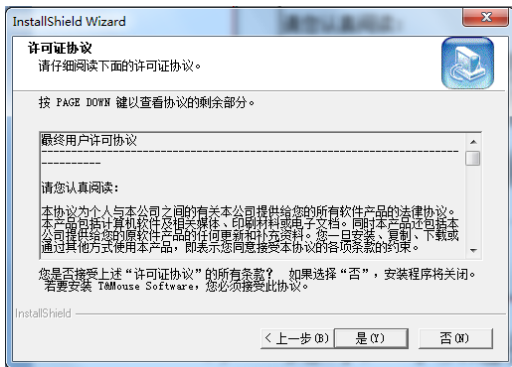 InstallShield Wizard
许可证协议
请仔细阅读下面的许可证协议。
按 PAGE DOWN 键以查看协议的剩余部分。
最终用户许可协议
--------------------------------------------------------------------
----------
请您认真阅读：
本协议为个人与本公司之间的有关本公司提供给您的所有软件产品的法律协议。
本产品包括计算机软件及相关媒体、印刷材料或电子文档。同时本产品还包括本
公司提供给您的原软件产品的任何更新和补充资料。您一旦安装、复制、下载或
通过其他方式使用本产品，即表示您同意接受本协议的各项条款的约束。
您是否接受上述“许可证协议”的所有条款？ 如果选择“否”，安装程序将关闭。
若要安装 T&Mouse Software，您必须接受此协议。
InstallShield
< 上一步(B)
是(Y)
否(N)